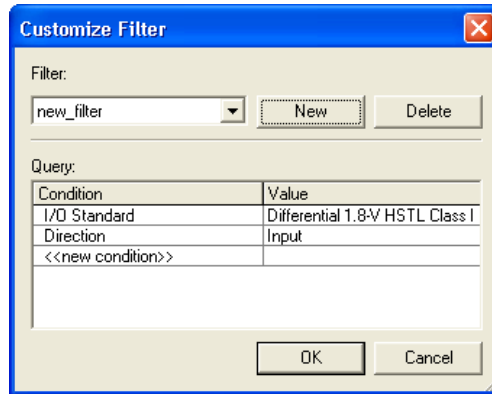 Customize Filter
Filter:
new_filter New Delete
Query:
Condition Value
I/O Standard Differential 1.8-V HSTL Class I
Direction Input
<<new condition>>
OK Cancel